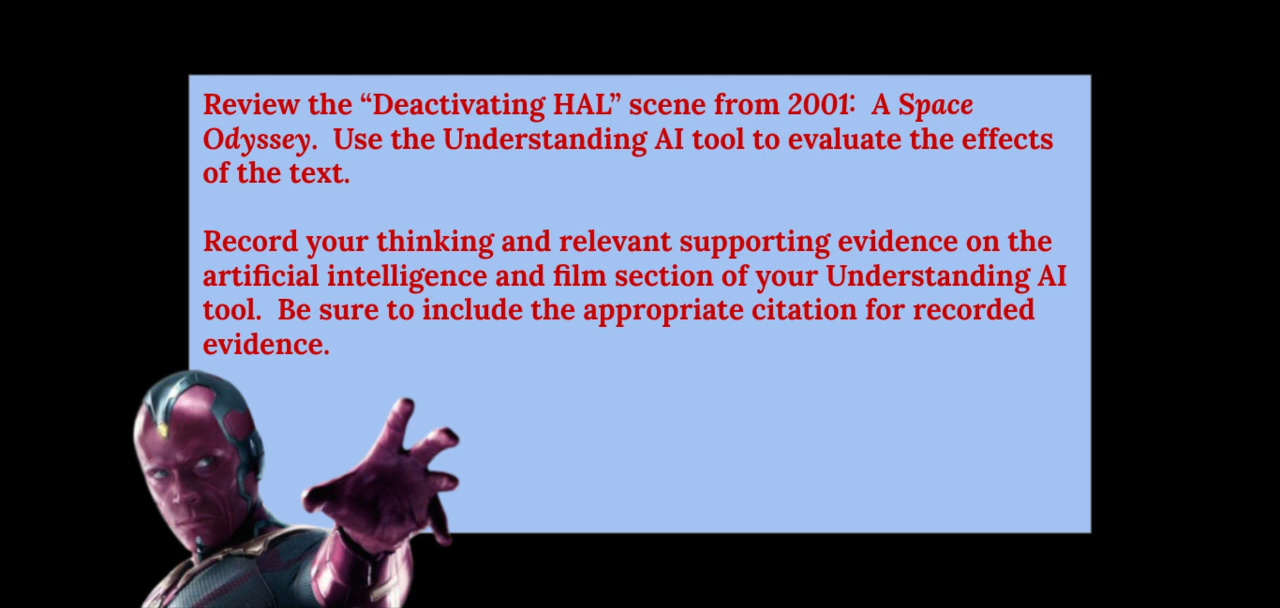 Review the “Deactivating HAL” scene from 2001:  A Space
Odyssey.  Use the Understanding AI tool to evaluate the effects
of the text.
Record your thinking and relevant supporting evidence on the
artificial intelligence and film section of your Understanding AI
tool.  Be sure to include the appropriate citation for recorded
evidence.